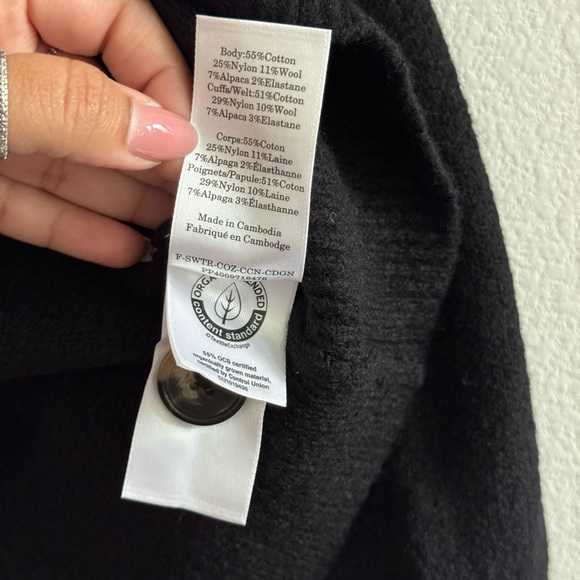 Body:55%Cotton
25%Nylon 11%Wool
7%Alpaca 2%Elastane
Cuffa/Welt:51%Cotton
29%Nylon 10%Wool
7%Alpaca 3%Elastane
Corps:55%Coton
25%Nylon 11%Laine
7%Alpaga 2%Élasthanne
Poignets/Papule:51%Coton
29%Nylon 10%Laine
7%Alpaga 3%Élasthanne
Made in Cambodia
Fabriqué en Cambodge
F-SWTR-COZ-CCN-CDGN
PP4009718476
content standard
©TextileExchange
55% OCS certified
organically grown material,
certified by Control Union
CU1019436